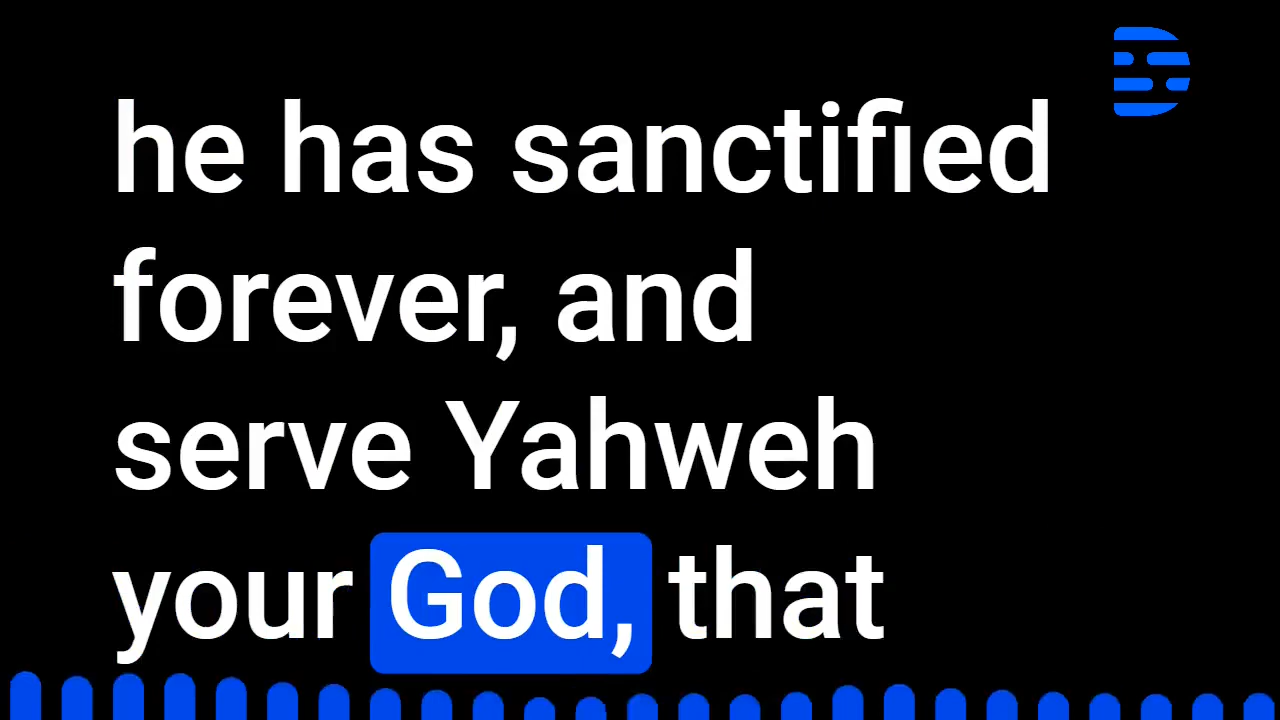 he has sanctified
forever, and
serve Yahweh
your God, that